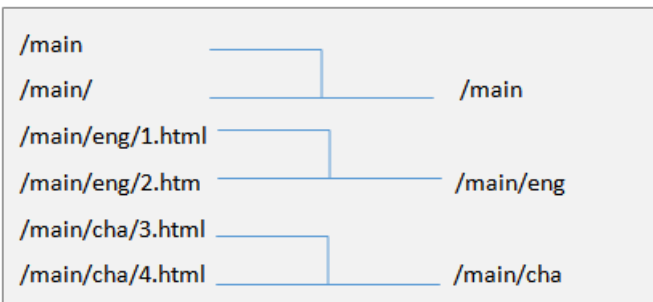 /main
/main/ /main
/main/eng/1.html
/main/eng/2.htm /main/eng
/main/cha/3.html
/main/cha/4.html /main/cha